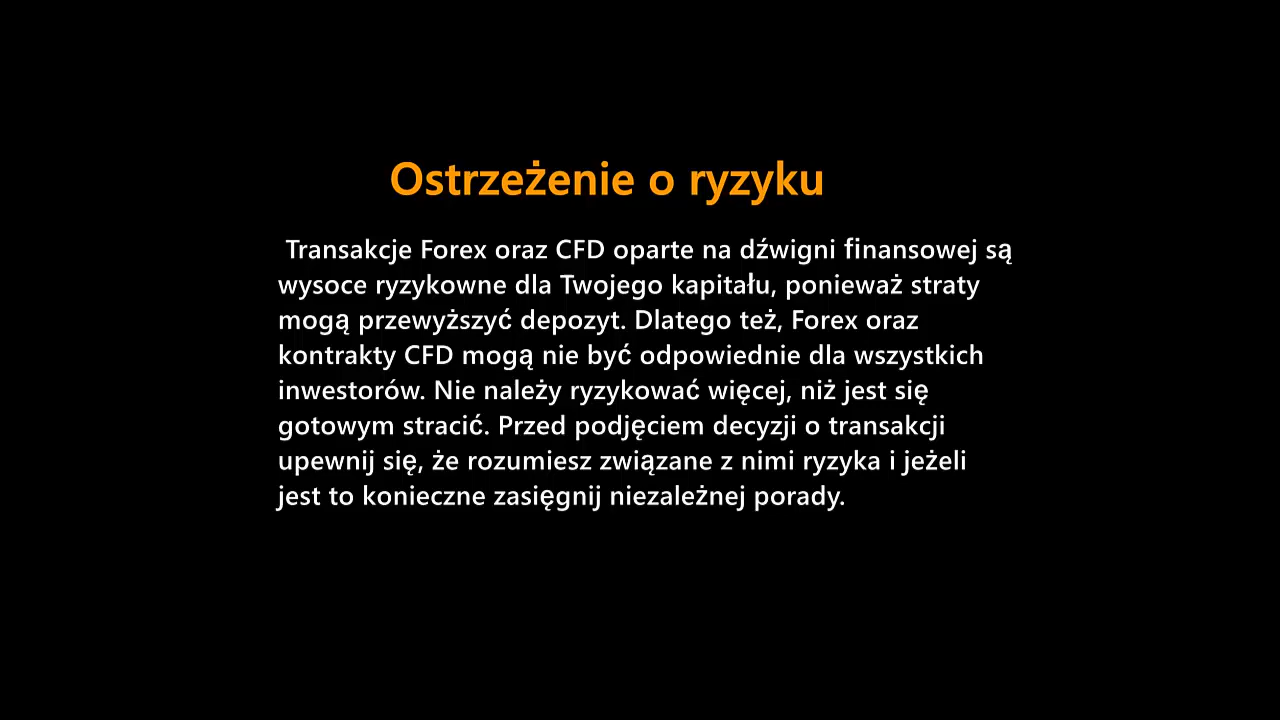 Ostrzeżenie o ryzyku
Transakcje Forex oraz CFD oparte na dźwigni finansowej są
wysoce ryzykowne dla Twojego kapitału, ponieważ straty
mogą przewyższyć depozyt. Dlatego też, Forex oraz
kontrakty CFD mogą nie być odpowiednie dla wszystkich
inwestorów. Nie należy ryzykować więcej, niż jest się
gotowym stracić. Przed podjęciem decyzji o transakcji
upewnij się, że rozumiesz związane z nimi ryzyka i jeżeli
jest to konieczne zasięgnij niezależnej porady.